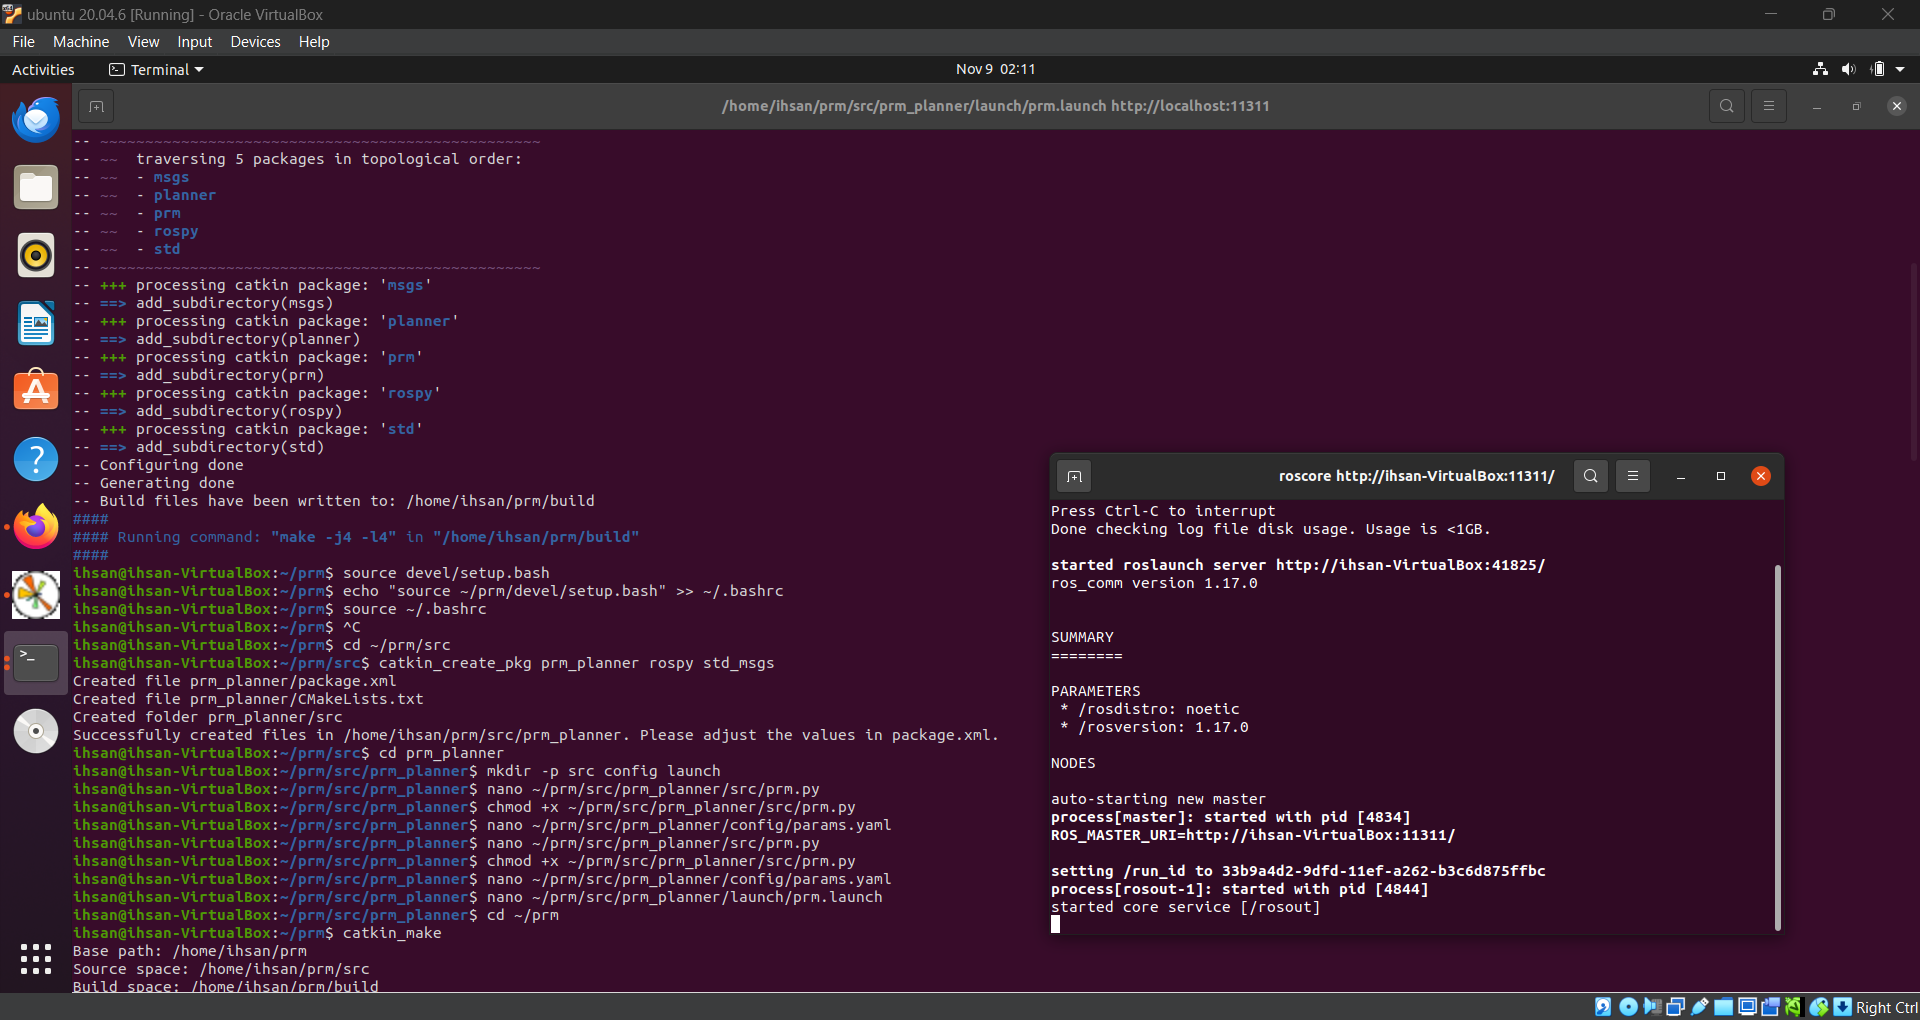 ubuntu 20.04.6 [Running] - Oracle VirtualBox
File Machine View Input Devices Help
Activities Terminal Nov 9 02:11
/home/ihsan/prm/src/prm_planner/launch/prm.launch http://localhost:11311
-- ~~~~~~~~~~~~~~~~~~~~~~~~~~~~~~~~~~~~~~~~~~~~~~~~~
-- ~~  traversing 5 packages in topological order:
-- ~~  - msgs
-- ~~  - planner
-- ~~  - prm
-- ~~  - rospy
-- ~~  - std
-- ~~~~~~~~~~~~~~~~~~~~~~~~~~~~~~~~~~~~~~~~~~~~~~~~~
-- +++ processing catkin package: 'msgs'
-- ==> add_subdirectory(msgs)
-- +++ processing catkin package: 'planner'
-- ==> add_subdirectory(planner)
-- +++ processing catkin package: 'prm'
-- ==> add_subdirectory(prm)
-- +++ processing catkin package: 'rospy'
-- ==> add_subdirectory(rospy)
-- +++ processing catkin package: 'std'
-- ==> add_subdirectory(std)
-- Configuring done
-- Generating done
-- Build files have been written to: /home/ihsan/prm/build
####
#### Running command: "make -j4 -l4" in "/home/ihsan/prm/build"
####
ihsan@ihsan-VirtualBox:~/prm$ source devel/setup.bash
ihsan@ihsan-VirtualBox:~/prm$ echo "source ~/prm/devel/setup.bash" >> ~/.bashrc
ihsan@ihsan-VirtualBox:~/prm$ source ~/.bashrc
ihsan@ihsan-VirtualBox:~/prm$ ^C
ihsan@ihsan-VirtualBox:~/prm$ cd ~/prm/src
ihsan@ihsan-VirtualBox:~/prm/src$ catkin_create_pkg prm_planner rospy std_msgs
Created file prm_planner/package.xml
Created file prm_planner/CMakeLists.txt
Created folder prm_planner/src
Successfully created files in /home/ihsan/prm/src/prm_planner. Please adjust the values in package.xml.
ihsan@ihsan-VirtualBox:~/prm/src$ cd prm_planner
ihsan@ihsan-VirtualBox:~/prm/src/prm_planner$ mkdir -p src config launch
ihsan@ihsan-VirtualBox:~/prm/src/prm_planner$ nano ~/prm/src/prm_planner/src/prm.py
ihsan@ihsan-VirtualBox:~/prm/src/prm_planner$ chmod +x ~/prm/src/prm_planner/src/prm.py
ihsan@ihsan-VirtualBox:~/prm/src/prm_planner$ nano ~/prm/src/prm_planner/config/params.yaml
ihsan@ihsan-VirtualBox:~/prm/src/prm_planner$ nano ~/prm/src/prm_planner/src/prm.py
ihsan@ihsan-VirtualBox:~/prm/src/prm_planner$ chmod +x ~/prm/src/prm_planner/src/prm.py
ihsan@ihsan-VirtualBox:~/prm/src/prm_planner$ nano ~/prm/src/prm_planner/config/params.yaml
ihsan@ihsan-VirtualBox:~/prm/src/prm_planner$ nano ~/prm/src/prm_planner/launch/prm.launch
ihsan@ihsan-VirtualBox:~/prm/src/prm_planner$ cd ~/prm
ihsan@ihsan-VirtualBox:~/prm$ catkin_make
Base path: /home/ihsan/prm
Source space: /home/ihsan/prm/src
Build space: /home/ihsan/prm/build
roscore http://ihsan-VirtualBox:11311/
Press Ctrl-C to interrupt
Done checking log file disk usage. Usage is <1GB.
started roslaunch server http://ihsan-VirtualBox:41825/
ros_comm version 1.17.0
SUMMARY
========
PARAMETERS
* /rosdistro: noetic
* /rosversion: 1.17.0
NODES
auto-starting new master
process[master]: started with pid [4834]
ROS_MASTER_URI=http://ihsan-VirtualBox:11311/
setting /run_id to 33b9a4d2-9dfd-11ef-a262-b3c6d875ffbc
process[rosout-1]: started with pid [4844]
started core service [/rosout]
Right Ctrl